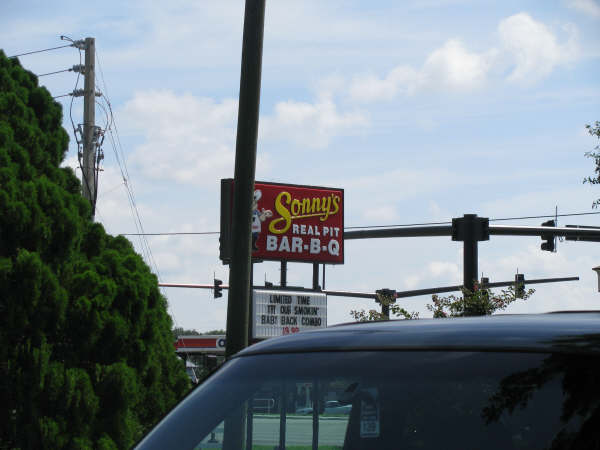 Sonny's
REAL PIT
BAR-B-Q
LIMITED TIME
TRY OUR SMOKIN'
BABY BACK COMBO